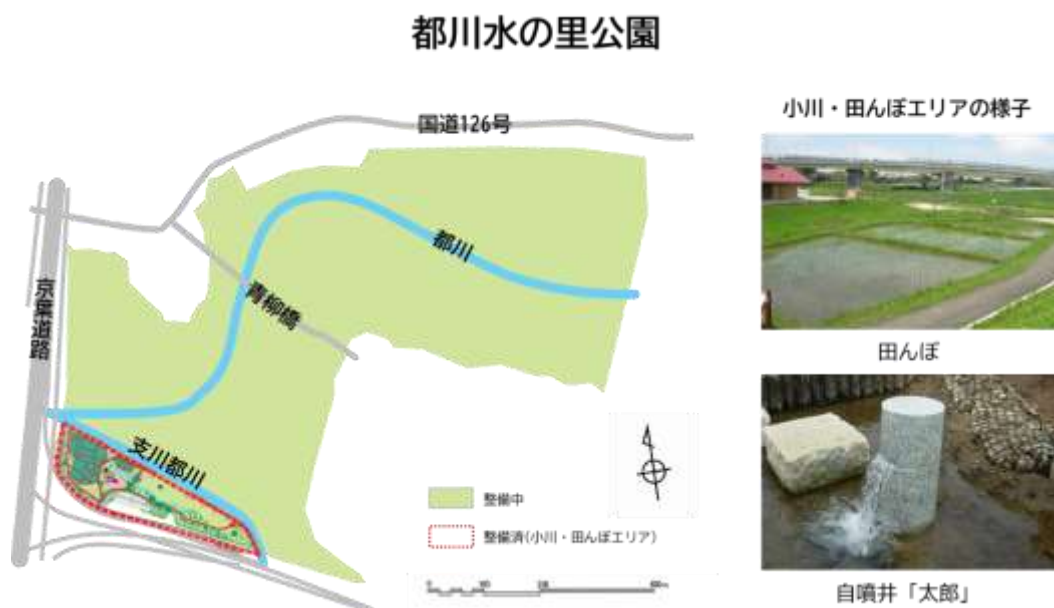 都川水の里公園
国道126号
小川・田んぼエリアの様子
都川
京葉道路
青柳橋
田んぼ
支川都川
整備中
整備済(小川・田んぼエリア)
自噴井「太郎」